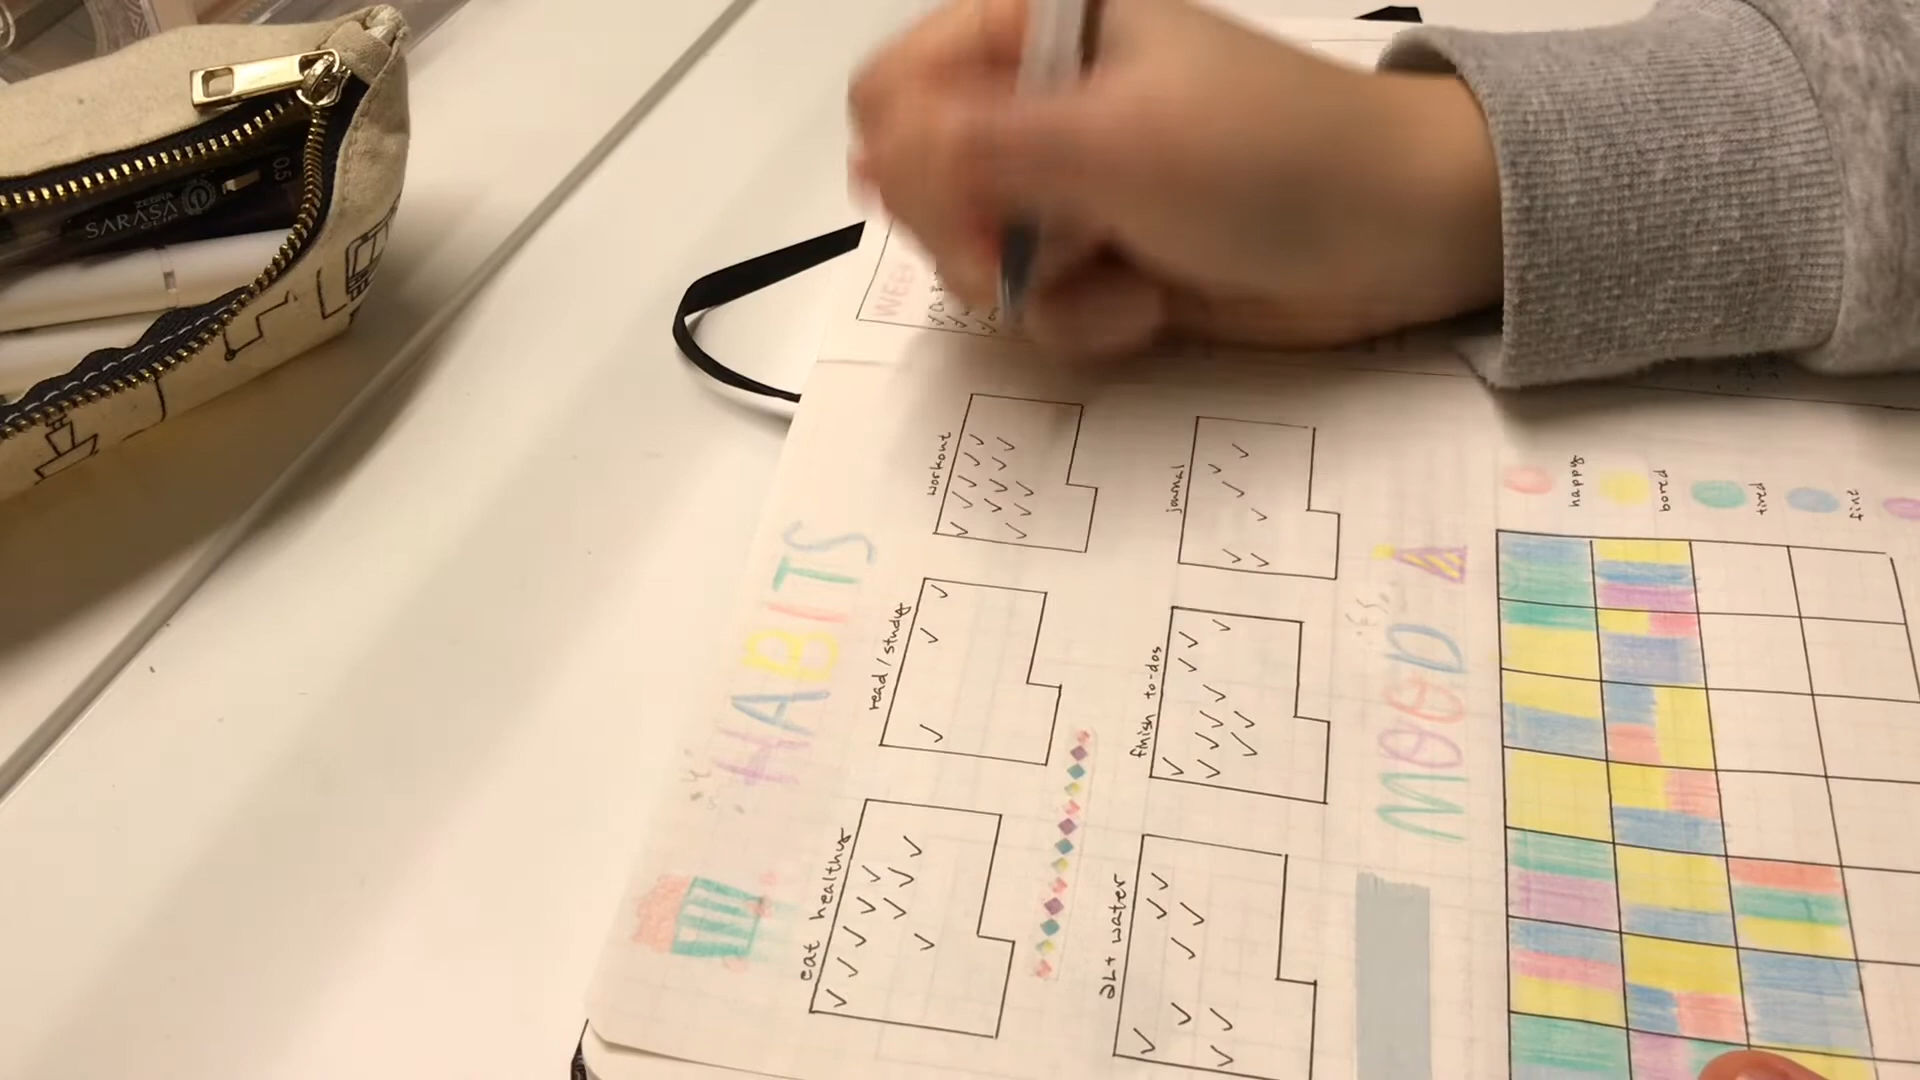 ZEBRA
SARASA
CLIP
0.5
HABITS
eat healthy
read / study
workout
2L+ water
finish to-dos
journal
MOOD
happy
bored
tired
fine